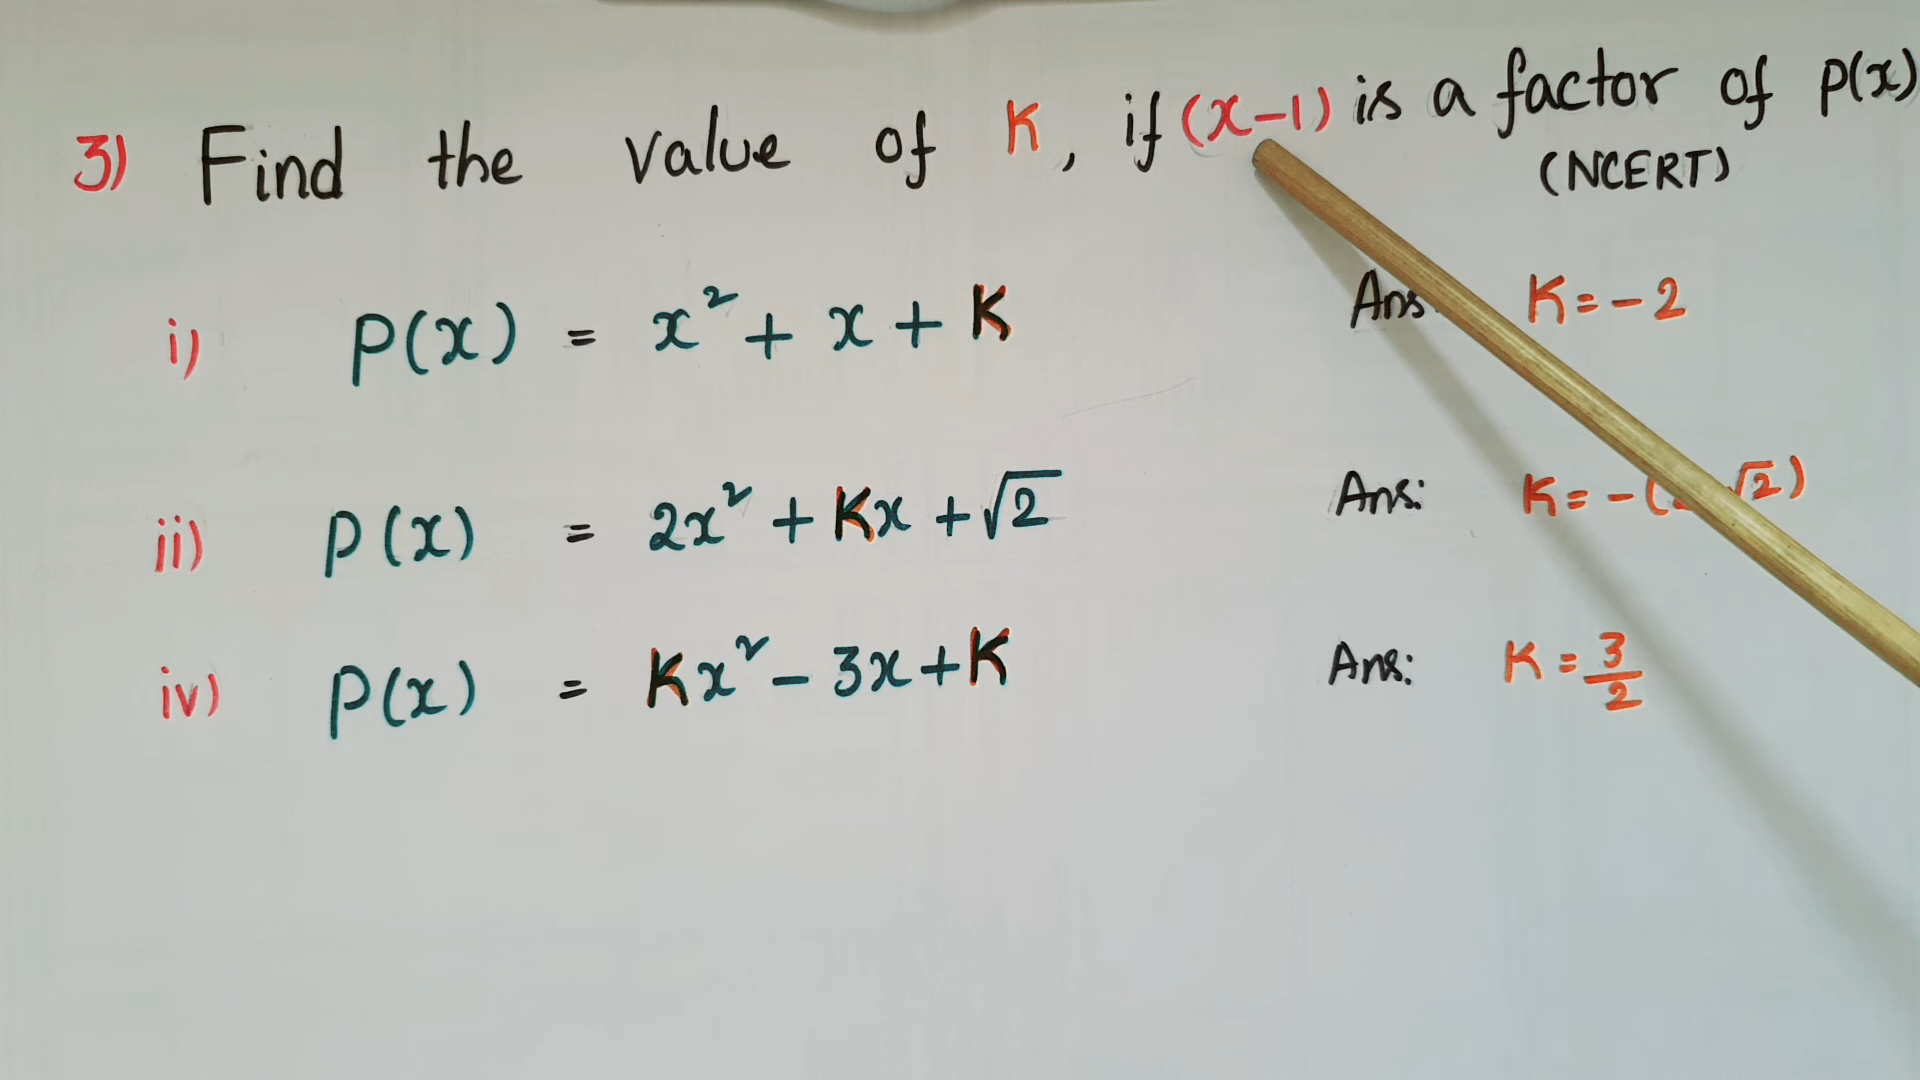 3) Find the value of K, if (x-1) is a factor of p(x)
(NCERT)
i) P(x) = x² + x + K Ans K = -2
ii) P(x) = 2x² + Kx + √2 Ans: K = -( √2)
iv) P(x) = Kx² - 3x + K Ans: K = 3/2